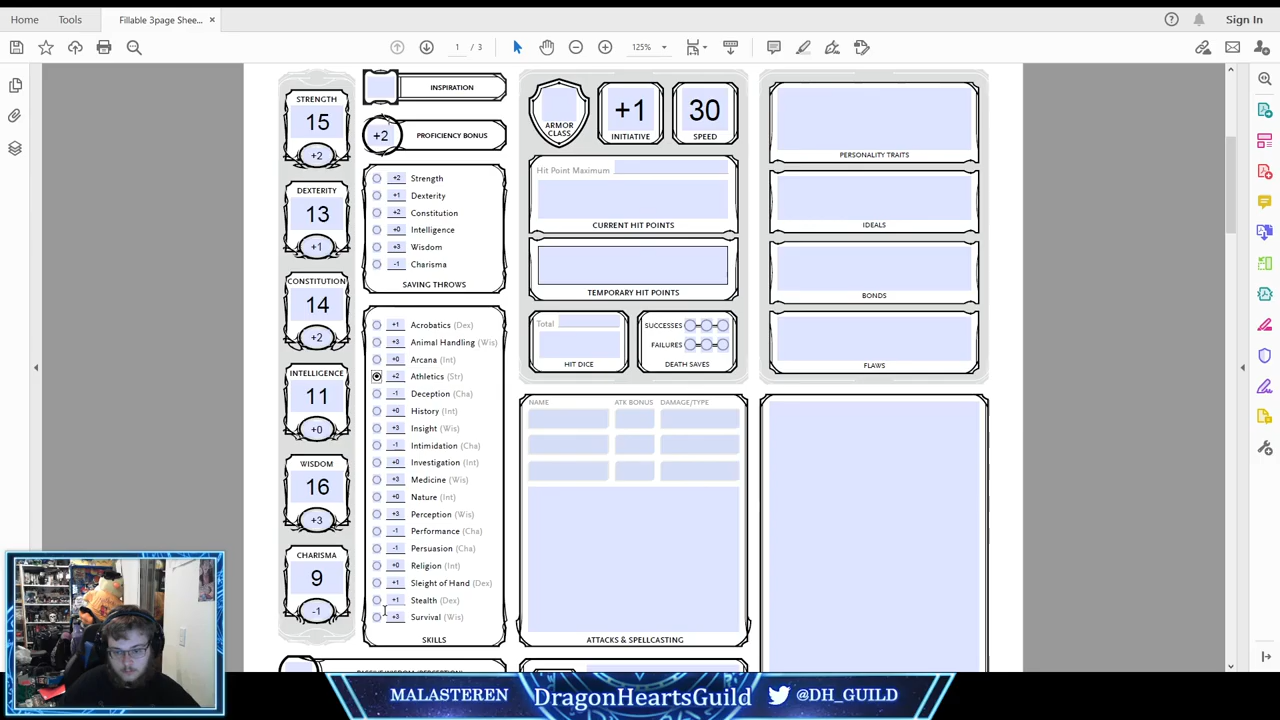 Home
Tools
Fillable 3page Shee...
Sign In
1 / 3
125%
STRENGTH
15
+2
DEXTERITY
13
+1
CONSTITUTION
14
+2
INTELLIGENCE
11
+0
WISDOM
16
+3
CHARISMA
9
-1
INSPIRATION
+2 PROFICIENCY BONUS
+2 Strength
+1 Dexterity
+2 Constitution
+0 Intelligence
+3 Wisdom
-1 Charisma
SAVING THROWS
+1 Acrobatics (Dex)
+3 Animal Handling (Wis)
+0 Arcana (Int)
+2 Athletics (Str)
-1 Deception (Cha)
+0 History (Int)
+3 Insight (Wis)
-1 Intimidation (Cha)
+0 Investigation (Int)
+3 Medicine (Wis)
+0 Nature (Int)
+3 Perception (Wis)
-1 Performance (Cha)
-1 Persuasion (Cha)
+0 Religion (Int)
+1 Sleight of Hand (Dex)
+1 Stealth (Dex)
+3 Survival (Wis)
SKILLS
ARMOR
CLASS
+1
INITIATIVE
30
SPEED
Hit Point Maximum
CURRENT HIT POINTS
TEMPORARY HIT POINTS
Total
HIT DICE
SUCCESSES
FAILURES
DEATH SAVES
NAME ATK BONUS DAMAGE/TYPE
ATTACKS & SPELLCASTING
PERSONALITY TRAITS
IDEALS
BONDS
FLAWS
MALASTEREN
DragonHeartsGuild
@DH_GUILD